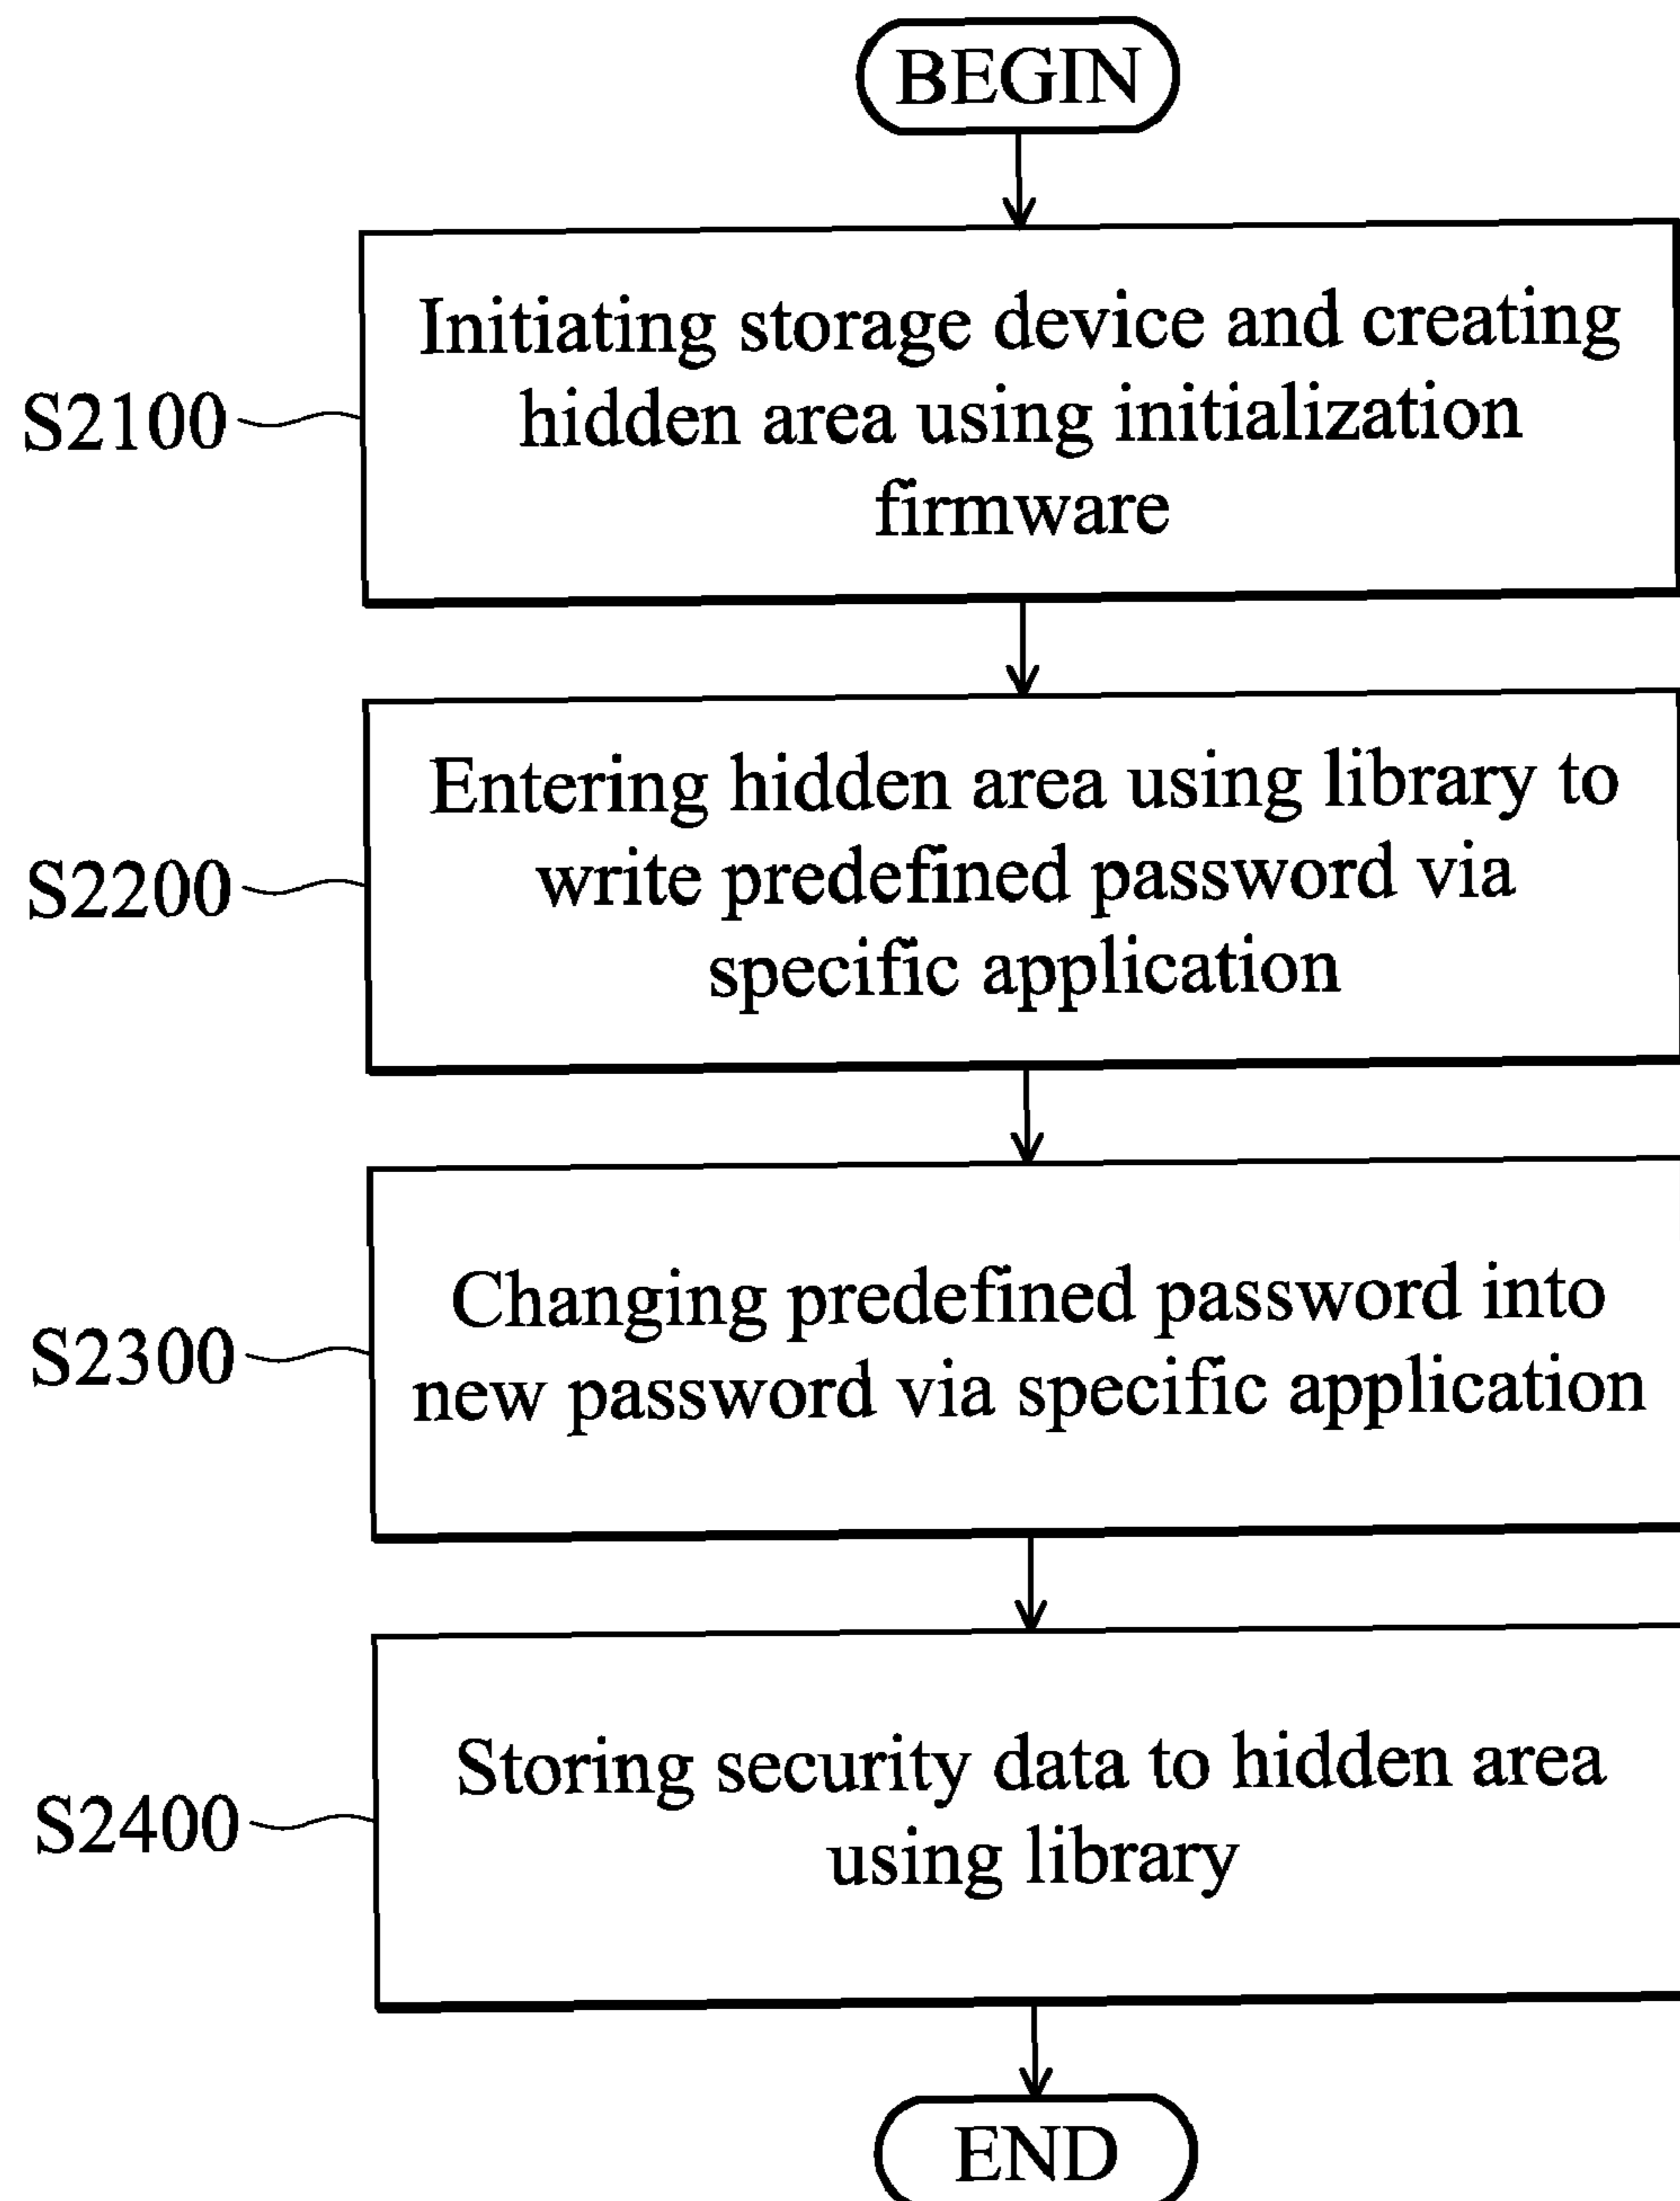 BEGIN
S2100
Initiating storage device and creating
hidden area using initialization
firmware
S2200
Entering hidden area using library to
write predefined password via
specific application
S2300
Changing predefined password into
new password via specific application
S2400
Storing security data to hidden area
using library
END